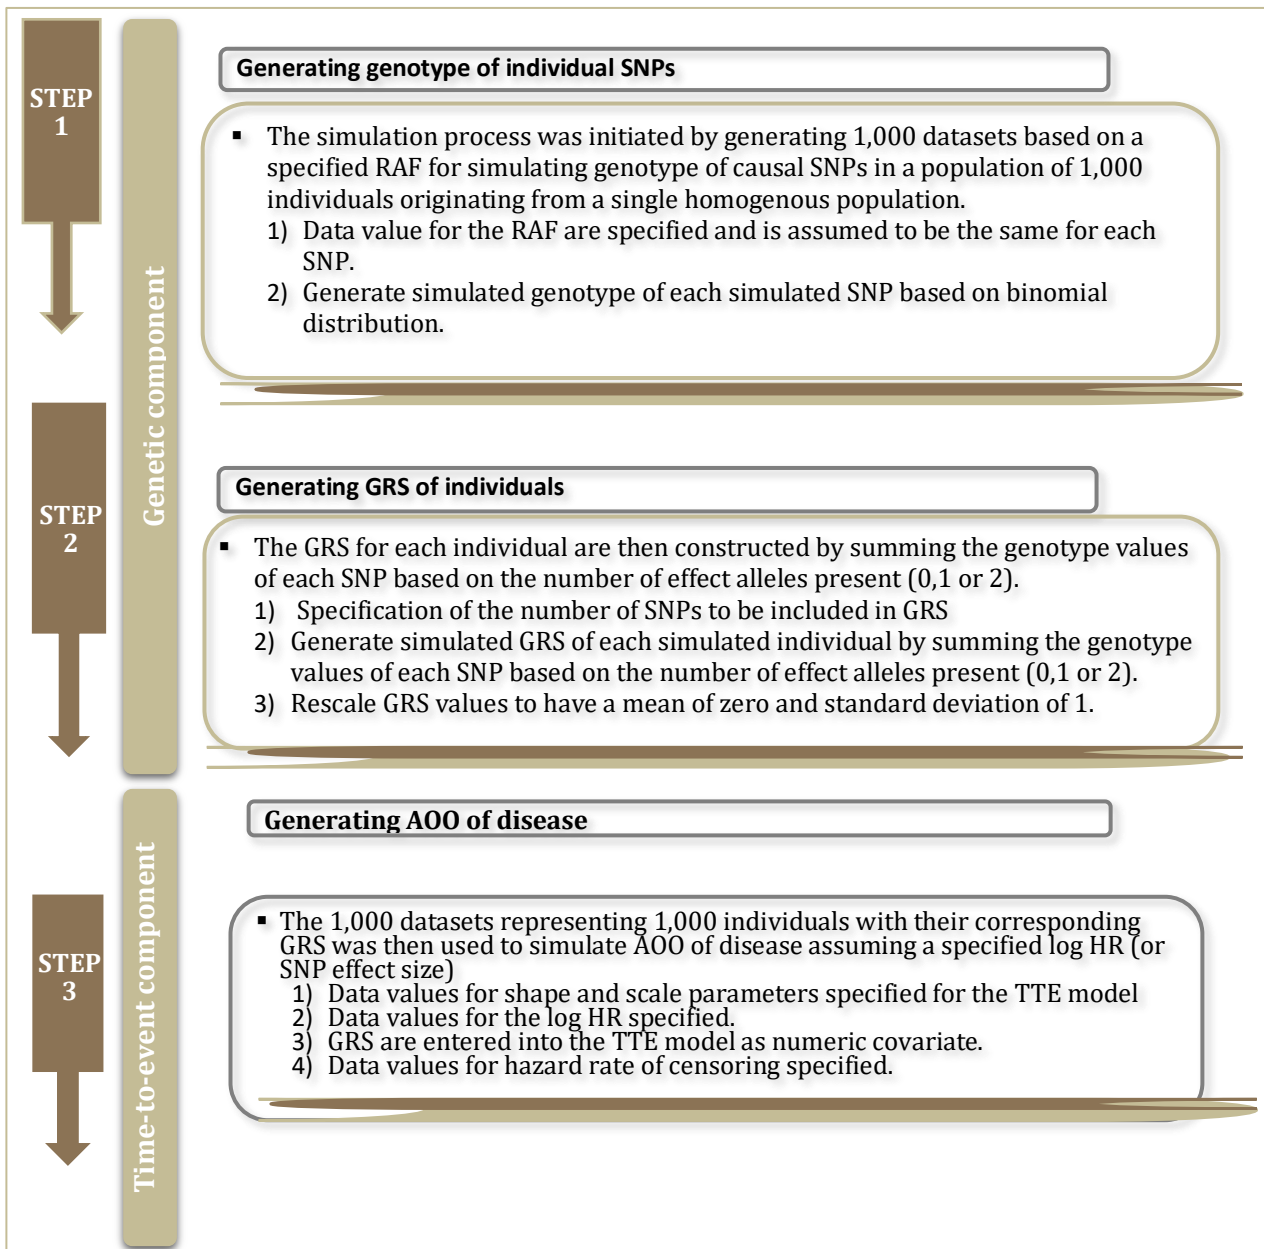 STEP
1
Genetic component
Generating genotype of individual SNPs
▪ The simulation process was initiated by generating 1,000 datasets based on a
specified RAF for simulating genotype of causal SNPs in a population of 1,000
individuals originating from a single homogenous population.
1) Data value for the RAF are specified and is assumed to be the same for each
SNP.
2) Generate simulated genotype of each simulated SNP based on binomial
distribution.
STEP
2
Generating GRS of individuals
▪ The GRS for each individual are then constructed by summing the genotype values
of each SNP based on the number of effect alleles present (0,1 or 2).
1) Specification of the number of SNPs to be included in GRS
2) Generate simulated GRS of each simulated individual by summing the genotype
values of each SNP based on the number of effect alleles present (0,1 or 2).
3) Rescale GRS values to have a mean of zero and standard deviation of 1.
STEP
3
Time-to-event component
Generating AOO of disease
▪ The 1,000 datasets representing 1,000 individuals with their corresponding
GRS was then used to simulate AOO of disease assuming a specified log HR (or
SNP effect size)
1) Data values for shape and scale parameters specified for the TTE model
2) Data values for the log HR specified.
3) GRS are entered into the TTE model as numeric covariate.
4) Data values for hazard rate of censoring specified.